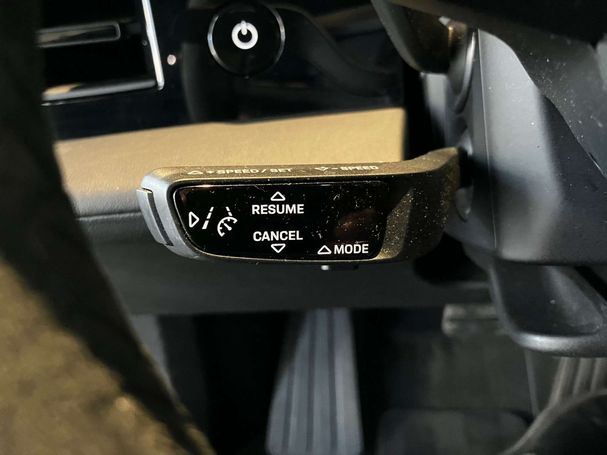 △ +SPEED/SET ▽ -SPEED
RESUME
CANCEL
△ MODE